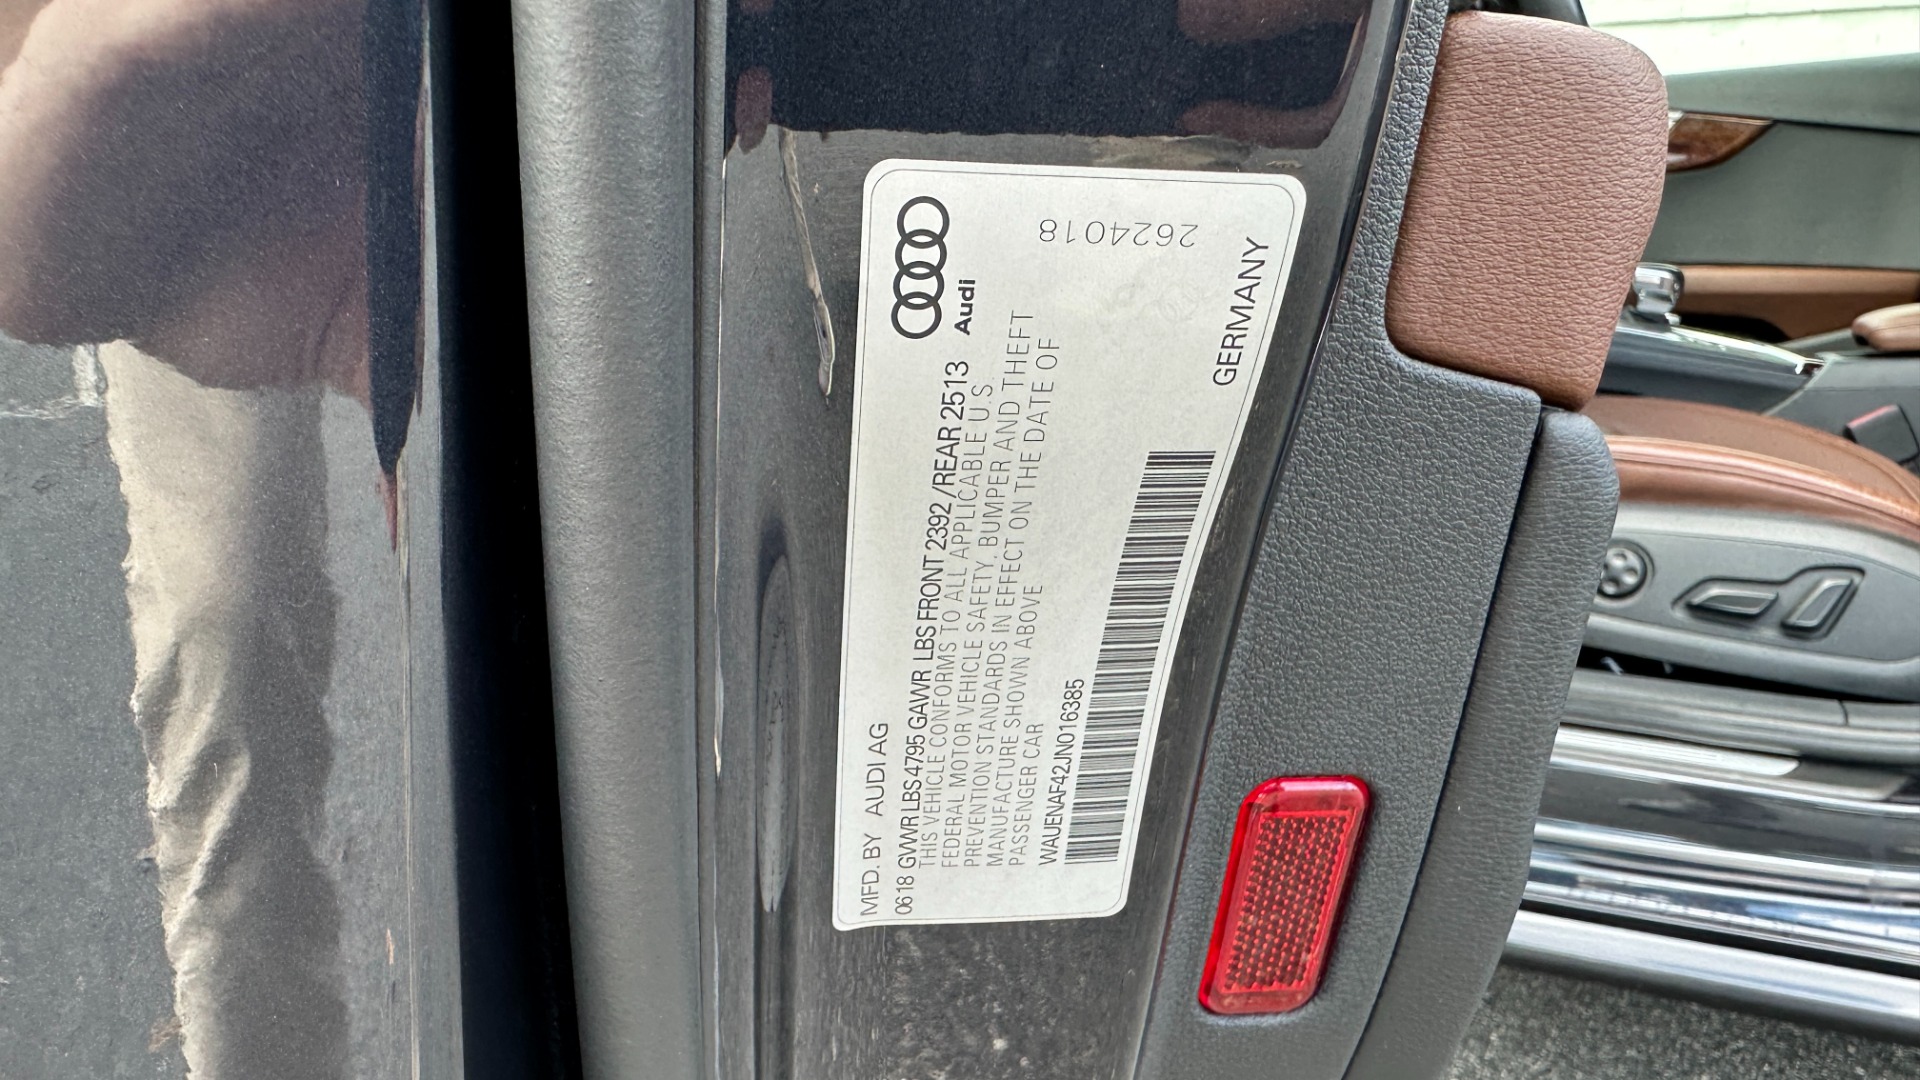 MFD. BY AUDI AG
0618 GVWR LBS 4795 GAWR LBS FRONT 2392/REAR 2513
THIS VEHICLE CONFORMS TO ALL APPLICABLE U.S.
FEDERAL MOTOR VEHICLE SAFETY, BUMPER AND THEFT
PREVENTION STANDARDS IN EFFECT ON THE DATE OF
MANUFACTURE SHOWN ABOVE
PASSENGER CAR
WAUENAF42JN016385
Audi
GERMANY
2624018